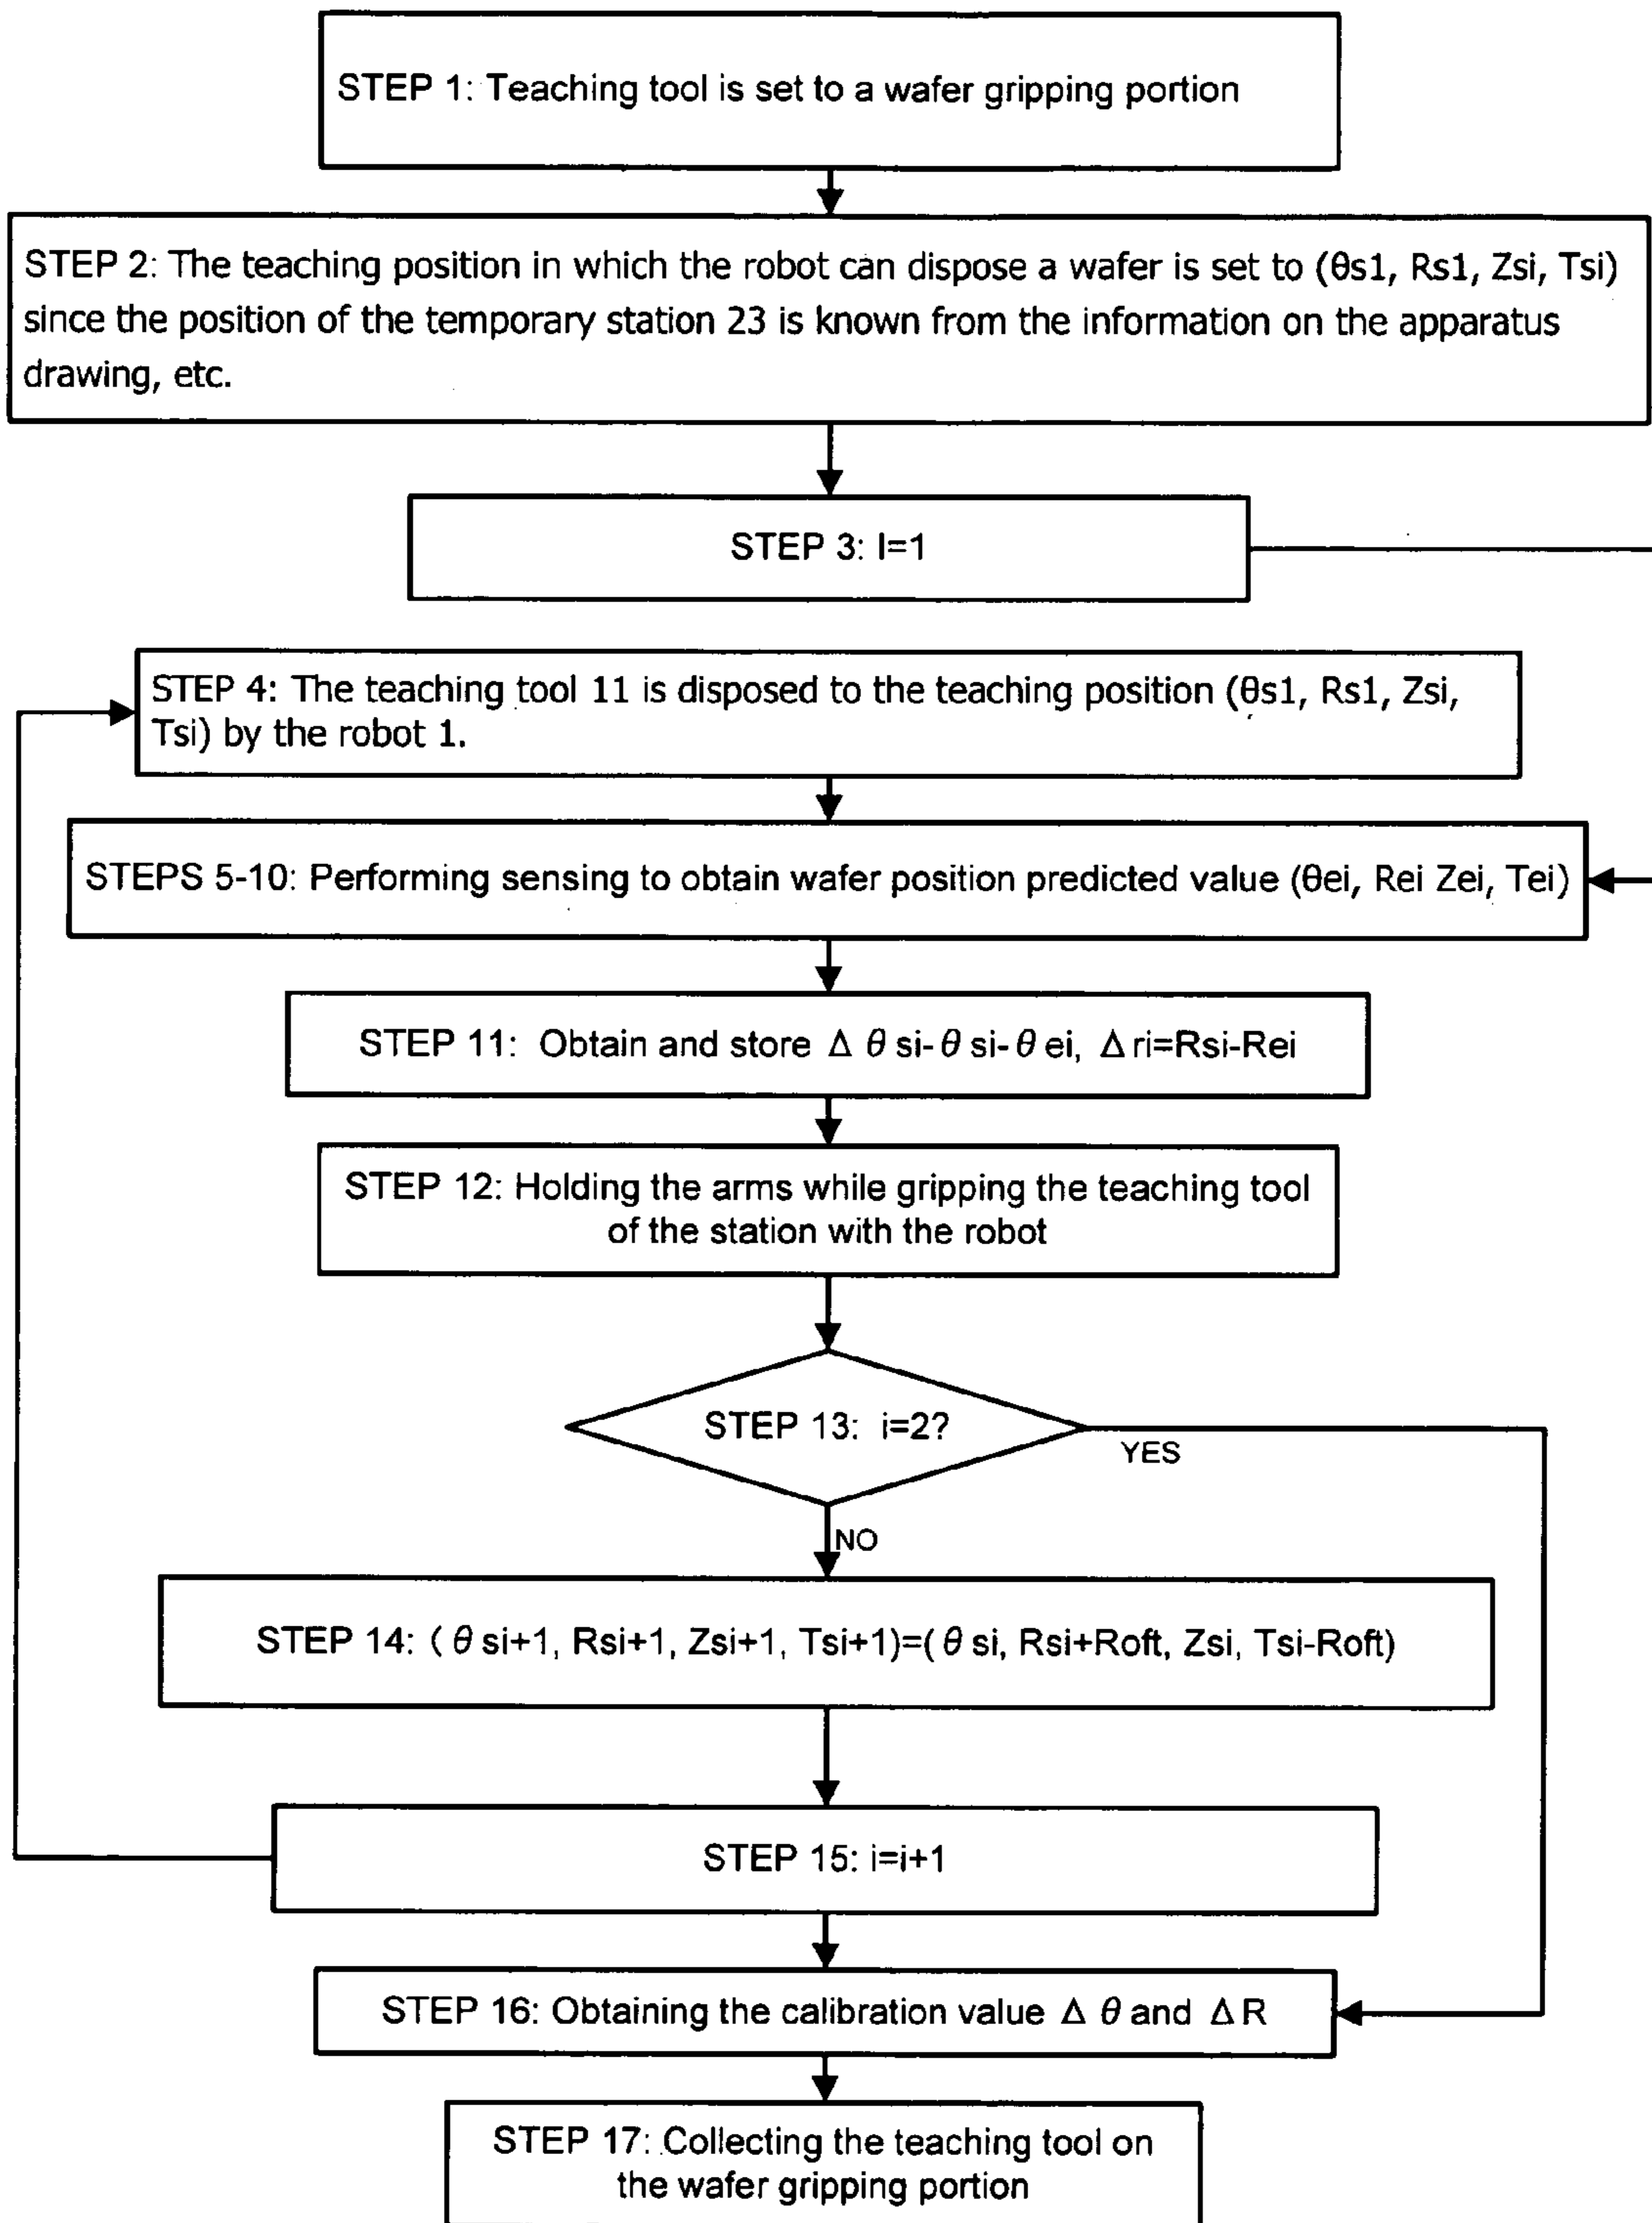 STEP 1: Teaching tool is set to a wafer gripping portion
STEP 2: The teaching position in which the robot can dispose a wafer is set to (θs1, Rs1, Zsi, Tsi)
since the position of the temporary station 23 is known from the information on the apparatus
drawing, etc.
STEP 3: I=1
STEP 4: The teaching tool 11 is disposed to the teaching position (θs1, Rs1, Zsi,
Tsi) by the robot 1.
STEPS 5-10: Performing sensing to obtain wafer position predicted value (θei, Rei Zei, Tei)
STEP 11: Obtain and store Δ θ si-θ si-θ ei, Δ ri=Rsi-Rei
STEP 12: Holding the arms while gripping the teaching tool
of the station with the robot
STEP 13: i=2?
YES
NO
STEP 14: (θ si+1, Rsi+1, Zsi+1, Tsi+1)=(θ si, Rsi+Roft, Zsi, Tsi-Roft)
STEP 15: i=i+1
STEP 16: Obtaining the calibration value Δ θ and Δ R
STEP 17: Collecting the teaching tool on
the wafer gripping portion